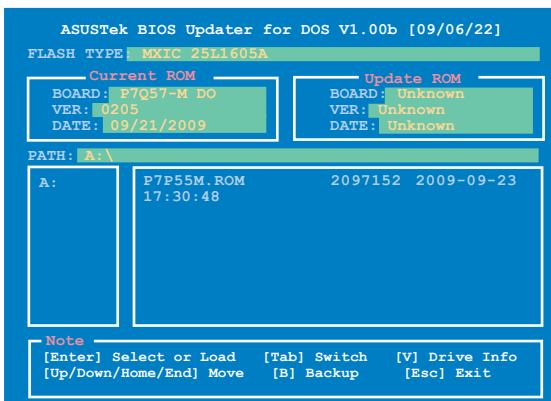 ASUSTek BIOS Updater for DOS V1.00b [09/06/22]
FLASH TYPE: MXIC 25L1605A
Current ROM
BOARD: P7Q57-M DO
VER: 0205
DATE: 09/21/2009
Update ROM
BOARD: Unknown
VER: Unknown
DATE: Unknown
PATH: A:\
A:
P7P55M.ROM 2097152 2009-09-23
17:30:48
Note
[Enter] Select or Load [Tab] Switch [V] Drive Info
[Up/Down/Home/End] Move [B] Backup [Esc] Exit